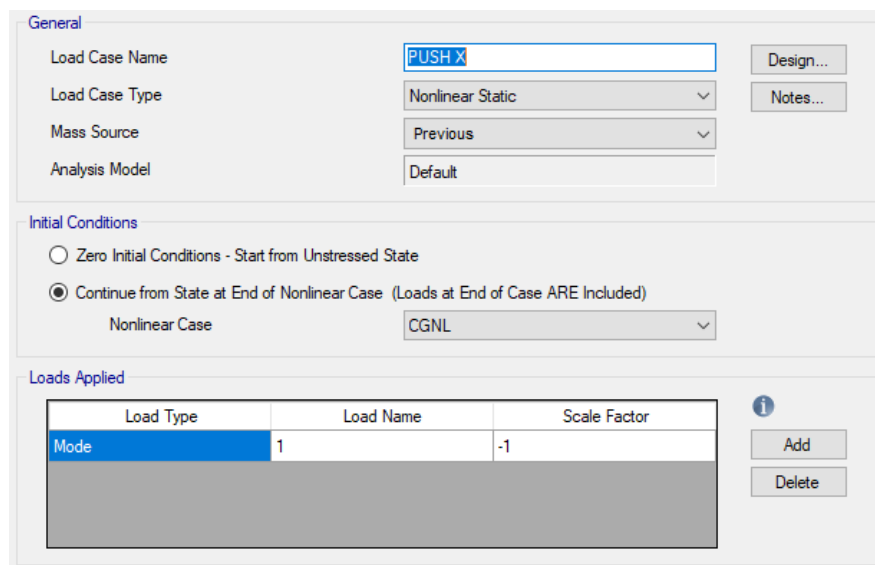 General
Load Case Name PUSH X Design...
Load Case Type Nonlinear Static Notes...
Mass Source Previous
Analysis Model Default
Initial Conditions
Zero Initial Conditions - Start from Unstressed State
Continue from State at End of Nonlinear Case (Loads at End of Case ARE Included)
Nonlinear Case CGNL
Loads Applied
Load Type Load Name Scale Factor
Mode 1 -1
Add
Delete